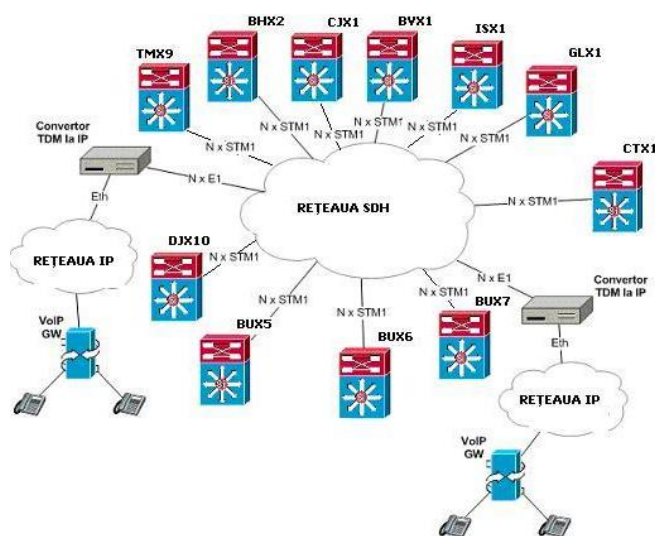 BHX2
CJX1
BVX1
ISX1
GLX1
TMX9
CTX1
Convertor
TDM la IP
N x STM1
N x STM1
N x STM1
N x STM1
N x STM1
N x STM1
N x STM1
N x E1
Eth
REȚEAUA SDH
REȚEAUA IP
DJX10
N x STM1
N x STM1
N x STM1
N x STM1
N x E1
Convertor
TDM la IP
BUX5
BUX6
BUX7
Eth
VoIP
GW
REȚEAUA IP
VoIP
GW